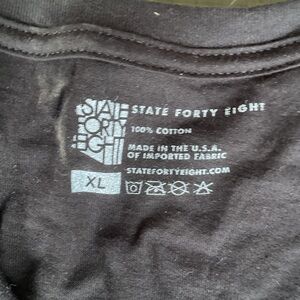 STATE
FORTY
EIGHT
STATE FORTY EIGHT
100% COTTON
MADE IN THE U.S.A.
OF IMPORTED FABRIC
STATEFORTYEIGHT.COM
XL